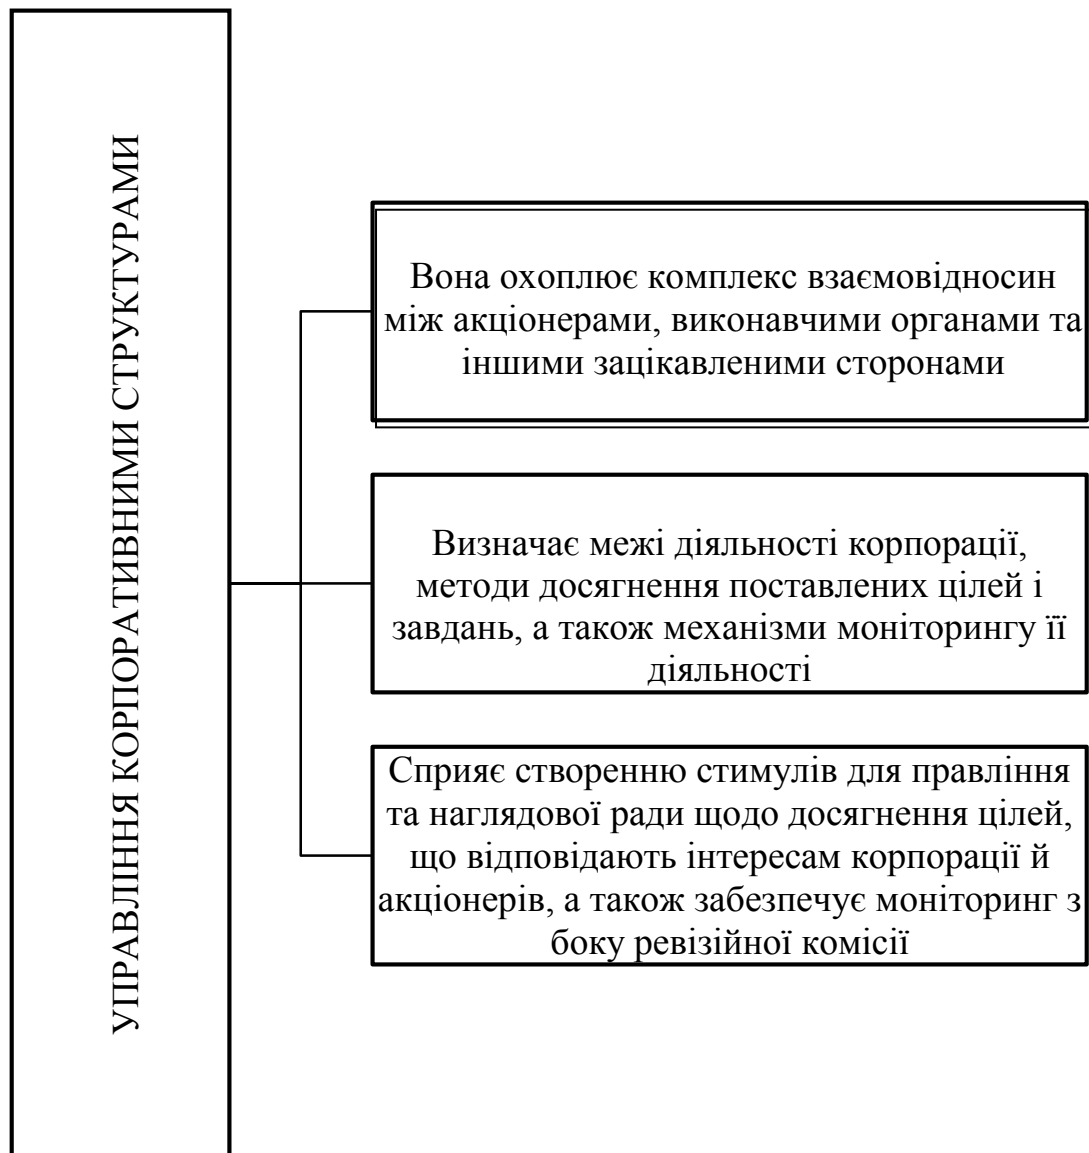 УПРАВЛІННЯ КОРПОРАТИВНИМИ СТРУКТУРАМИ
Вона охоплює комплекс взаємовідносин
між акціонерами, виконавчими органами та
іншими зацікавленими сторонами
Визначає межі діяльності корпорації,
методи досягнення поставлених цілей і
завдань, а також механізми моніторингу її
діяльності
Сприяє створенню стимулів для правління
та наглядової ради щодо досягнення цілей,
що відповідають інтересам корпорації й
акціонерів, а також забезпечує моніторинг з
боку ревізійної комісії